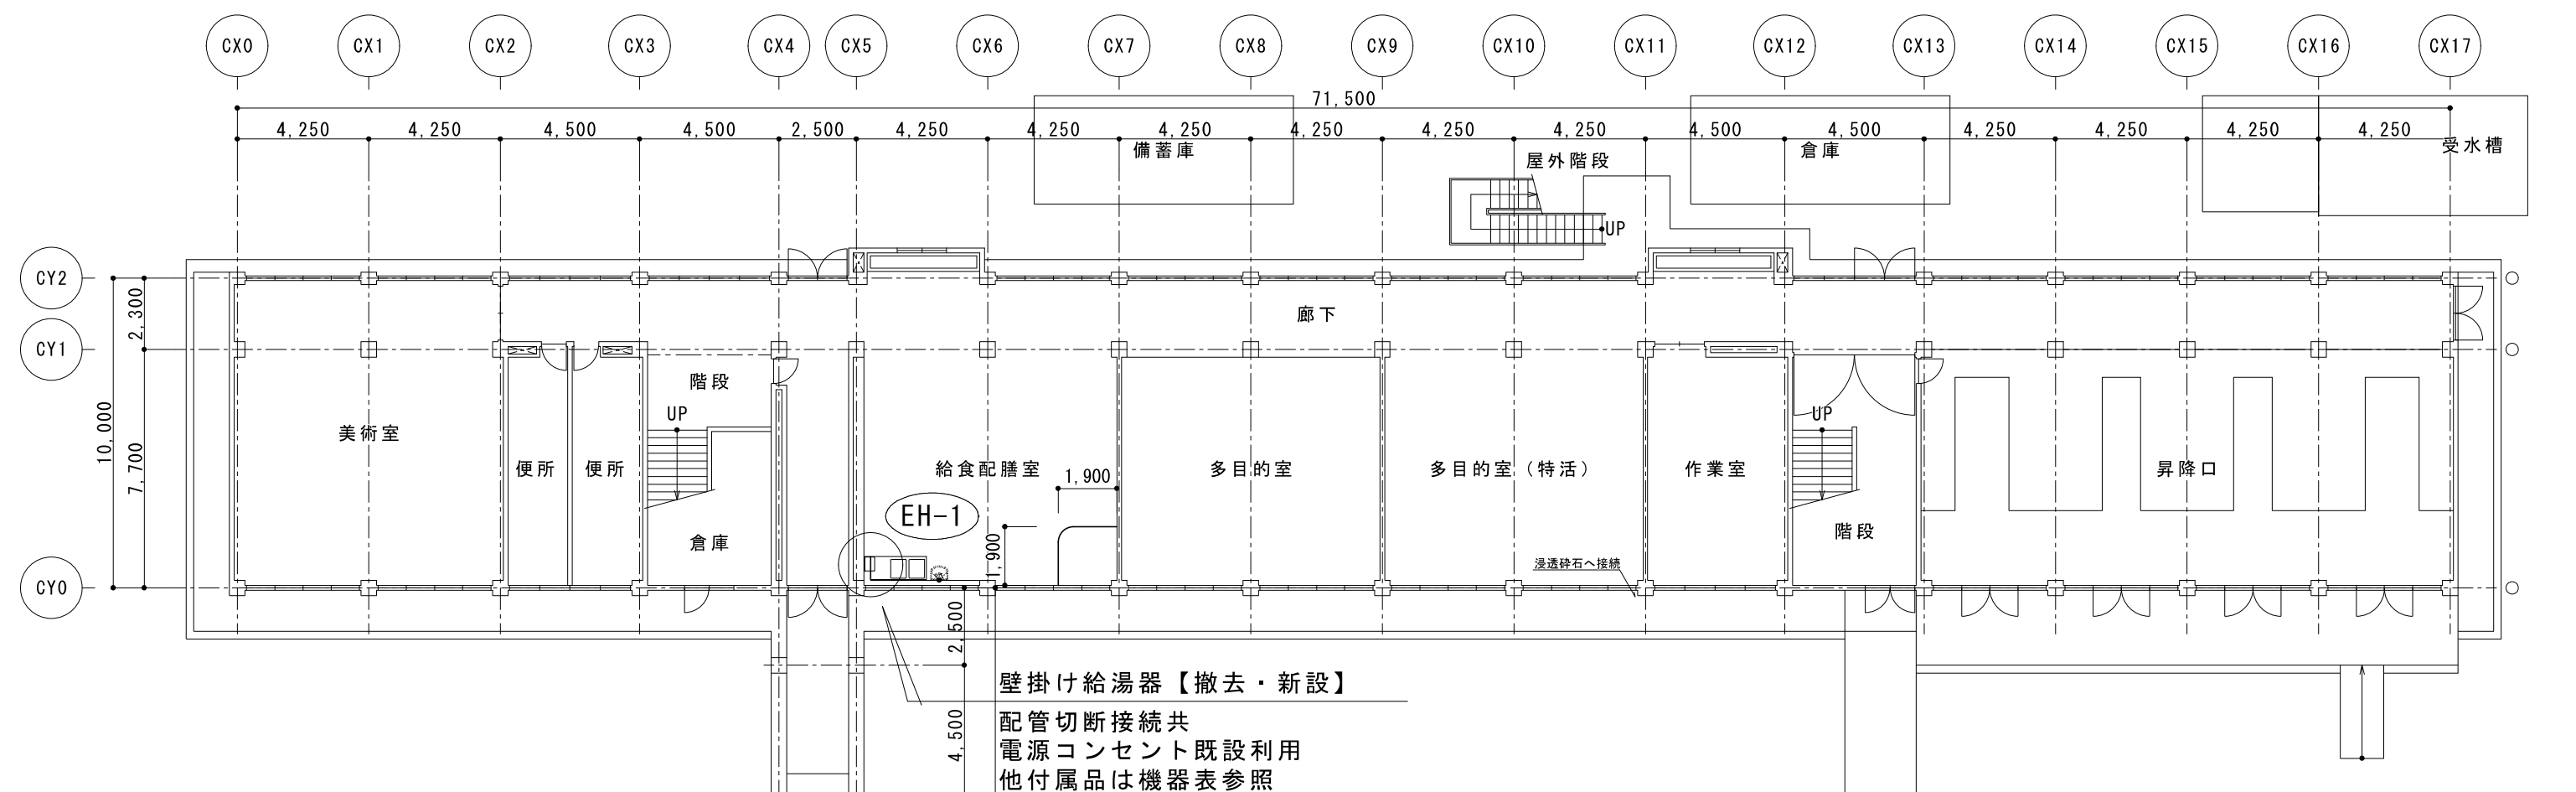 CX0 CX1 CX2 CX3 CX4 CX5 CX6 CX7 CX8 CX9 CX10 CX11 CX12 CX13 CX14 CX15 CX16 CX17
71,500
4,250 4,250 4,500 4,500 2,500 4,250 4,250 4,250 4,250 4,250 4,250 4,500 4,500 4,250 4,250 4,250 4,250
備蓄庫 倉庫 受水槽
屋外階段
UP
CY2
2,300
廊下
CY1
階段
UP UP
10,000
7,700
美術室
便所 便所 給食配膳室 多目的室 多目的室（特活） 作業室 昇降口
1,900
EH-1
階段
倉庫
1,900
浸透砕石へ接続
CY0
2,500
壁掛け給湯器【撤去・新設】
4,500
配管切断接続共
電源コンセント既設利用
他付属品は機器表参照